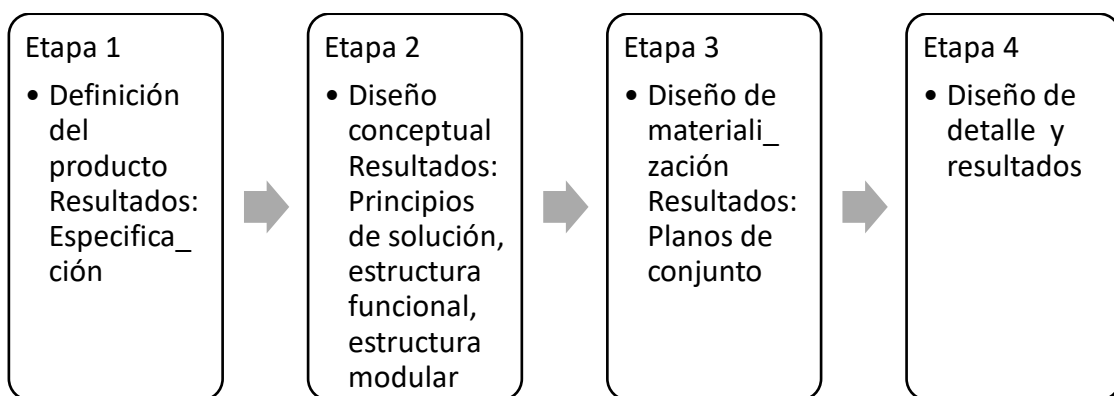 Etapa 1
• Definición
del
producto
Resultados:
Especifica_
ción
Etapa 2
• Diseño
conceptual
Resultados:
Principios
de solución,
estructura
funcional,
estructura
modular
Etapa 3
• Diseño de
materiali_
zación
Resultados:
Planos de
conjunto
Etapa 4
• Diseño de
detalle y
resultados